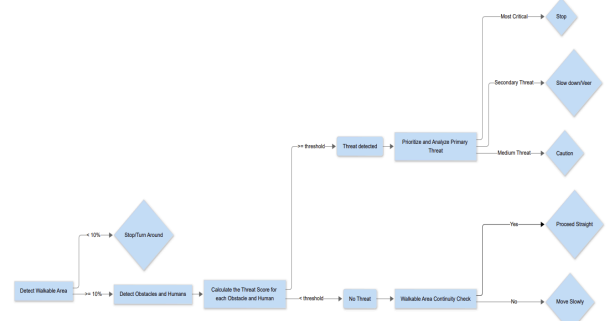 Most Critical
Stop
Secondary Threat
Slow down/Veer
>= threshold
Threat detected
Prioritize and Analyze Primary
Threat
Medium Threat
Caution
< 10%
Stop/Turn Around
Yes
Proceed Straight
Detect Walkable Area
>= 10%
Detect Obstacles and Humans
Calculate the Threat Score for
each Obstacle and Human
< threshold
No Threat
Walkable Area Continuity Check
No
Move Slowly